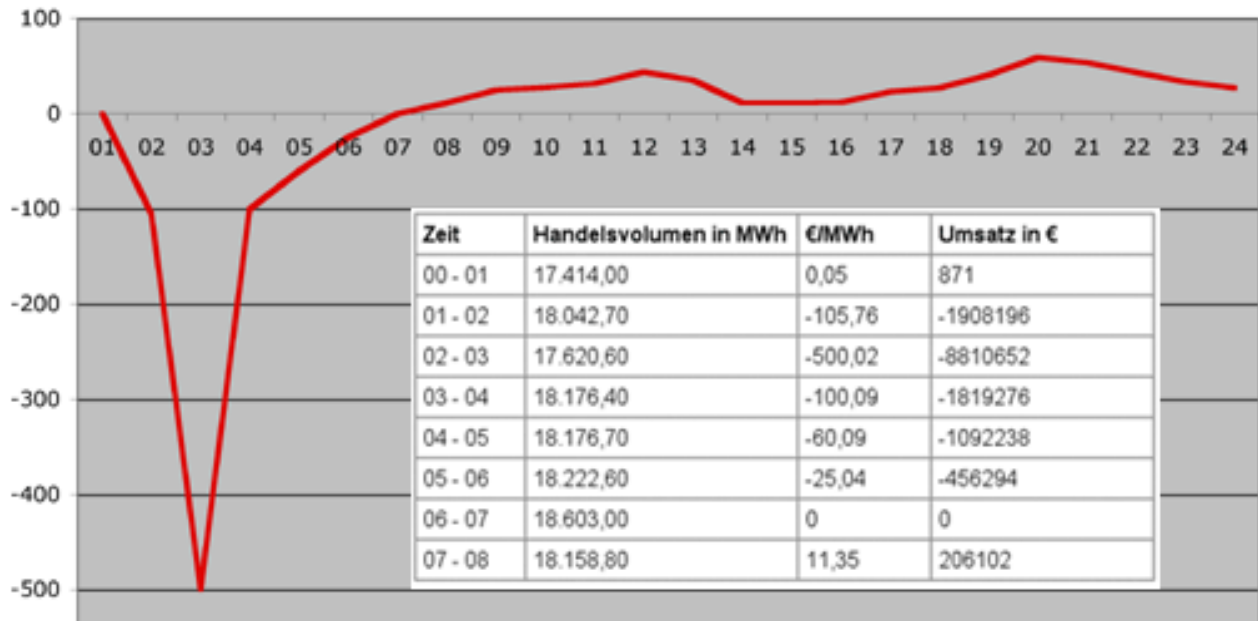 100
0
01 02 03 04 05 06 07 08 09 10 11 12 13 14 15 16 17 18 19 20 21 22 23 24
-100
-200
-300
-400
-500
Zeit Handelsvolumen in MWh €/MWh Umsatz in €
00 - 01 17.414,00 0,05 871
01 - 02 18.042,70 -105,76 -1908196
02 - 03 17.620,60 -500,02 -8810652
03 - 04 18.176,40 -100,09 -1819276
04 - 05 18.176,70 -60,09 -1092238
05 - 06 18.222,60 -25,04 -456294
06 - 07 18.603,00 0 0
07 - 08 18.158,80 11,35 206102